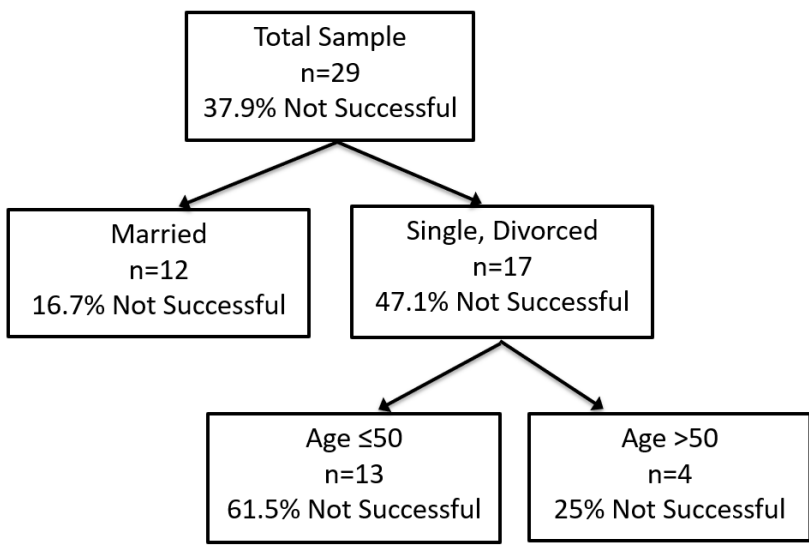 Total Sample
n=29
37.9% Not Successful
Married
n=12
16.7% Not Successful
Single, Divorced
n=17
47.1% Not Successful
Age ≤50
n=13
61.5% Not Successful
Age >50
n=4
25% Not Successful